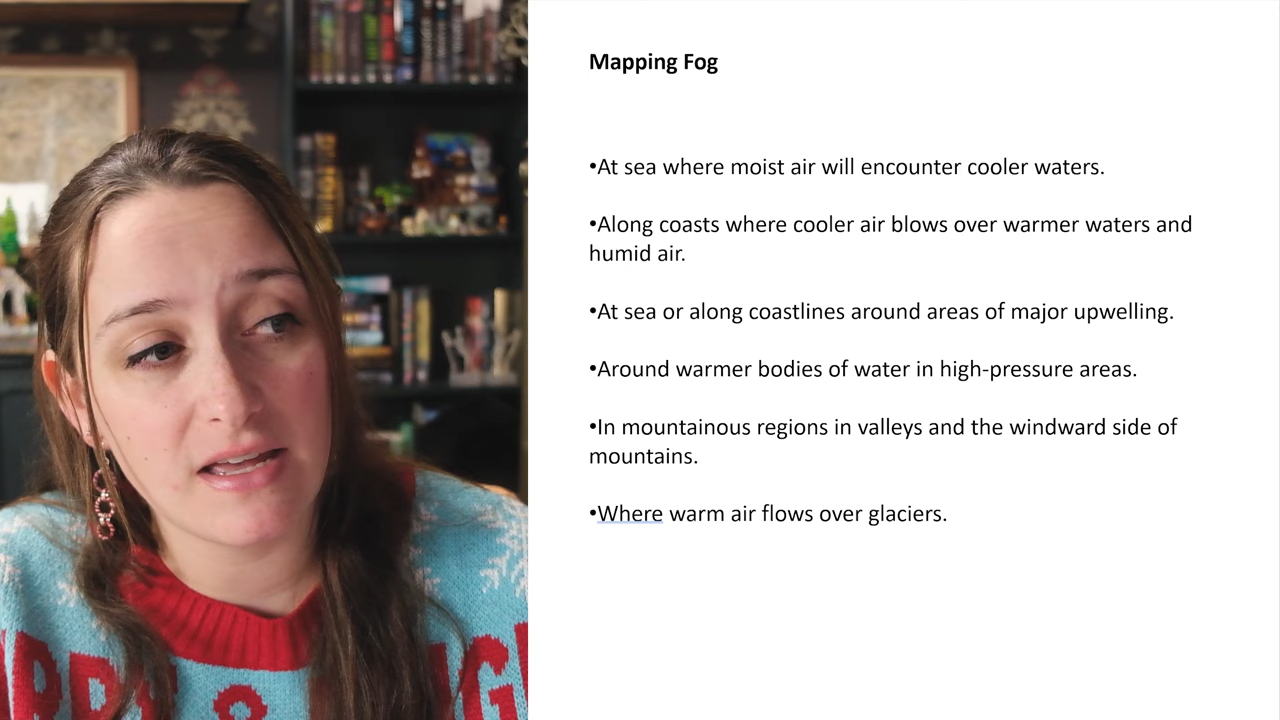 Mapping Fog
•At sea where moist air will encounter cooler waters.
•Along coasts where cooler air blows over warmer waters and
humid air.
•At sea or along coastlines around areas of major upwelling.
•Around warmer bodies of water in high-pressure areas.
•In mountainous regions in valleys and the windward side of
mountains.
•Where warm air flows over glaciers.